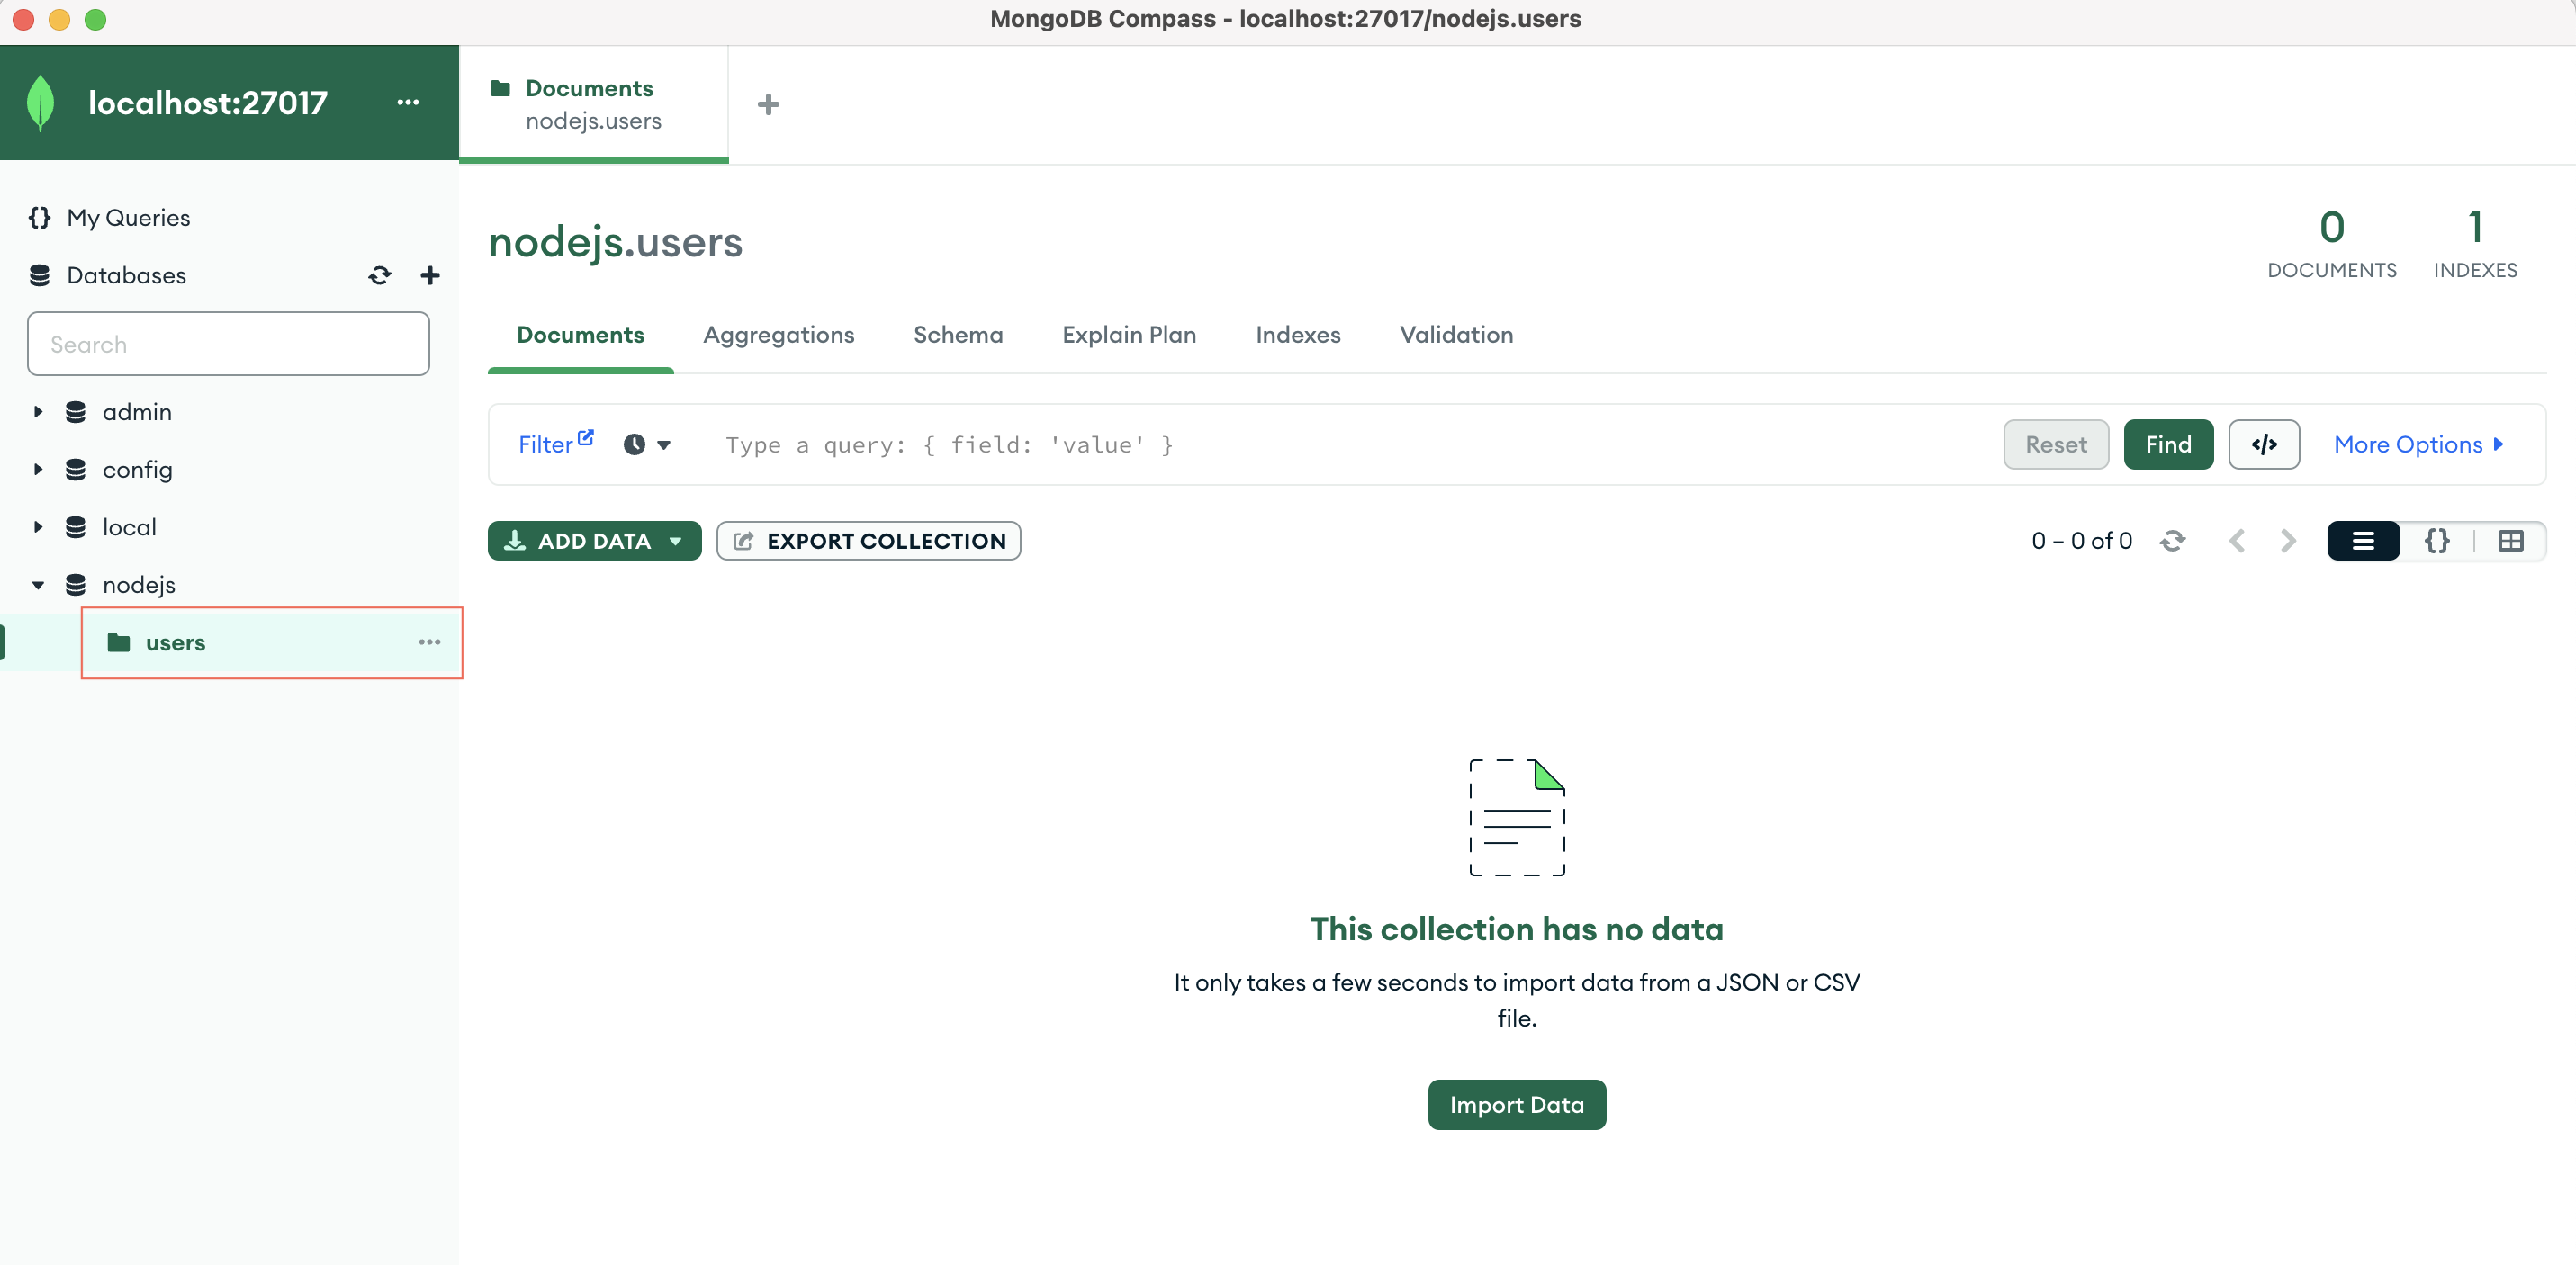 MongoDB Compass - localhost:27017/nodejs.users
localhost:27017
My Queries
Databases
Search
admin
config
local
nodejs
users
Documents
nodejs.users
nodejs.users
0
DOCUMENTS
1
INDEXES
Documents Aggregations Schema Explain Plan Indexes Validation
Filter Type a query: { field: 'value' } Reset Find </> More Options
ADD DATA EXPORT COLLECTION 0 – 0 of 0 {}
This collection has no data
It only takes a few seconds to import data from a JSON or CSV
file.
Import Data